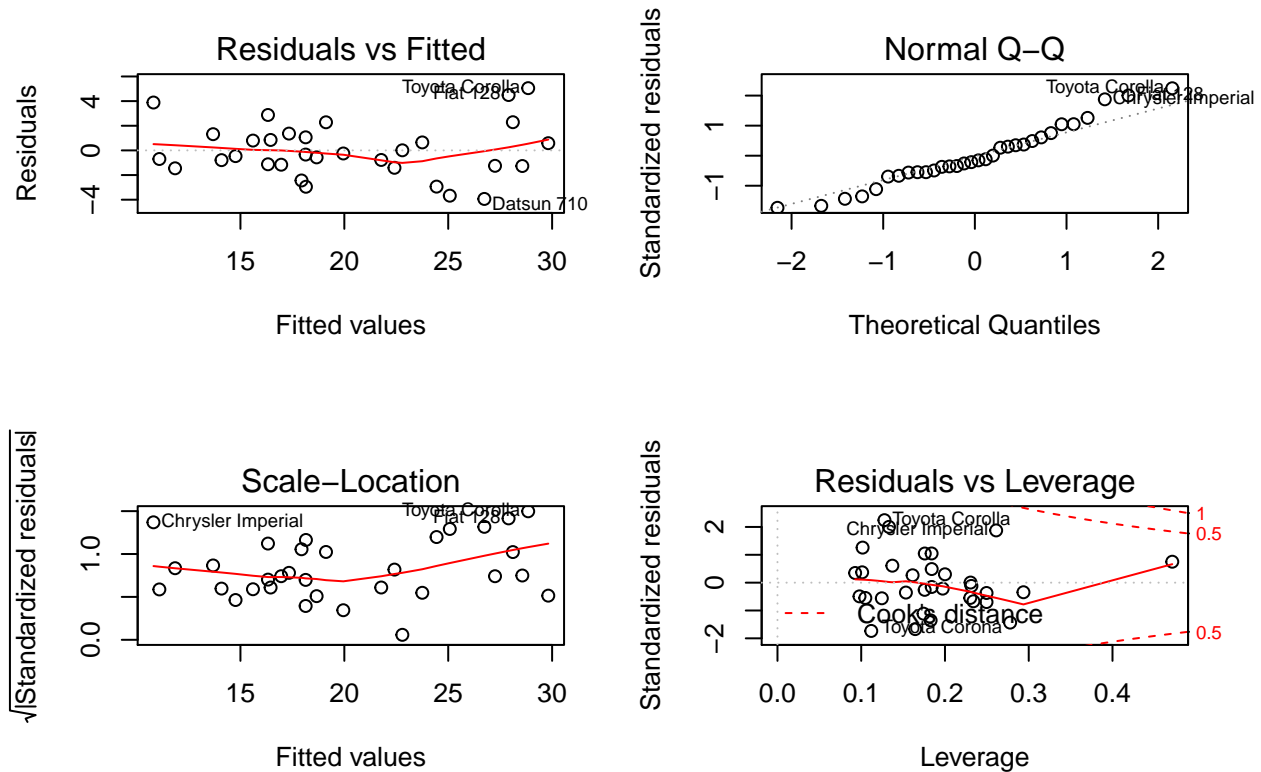 Residuals vs Fitted
Residuals
4
0
−4
Toyota Corolla
Fiat 128
Datsun 710
15
20
25
30
Fitted values
Normal Q−Q
Standardized residuals
1
−1
Toyota Corolla
Fiat 128
Chrysler Imperial
−2
−1
0
1
2
Theoretical Quantiles
Scale−Location
√|Standardized residuals|
1.0
0.0
Chrysler Imperial
Toyota Corolla
Fiat 128
15
20
25
30
Fitted values
Residuals vs Leverage
Standardized residuals
2
0
−2
Toyota Corolla
Chrysler Imperial
Cook's distance
Toyota Corona
1
0.5
0.5
0.0
0.1
0.2
0.3
0.4
Leverage